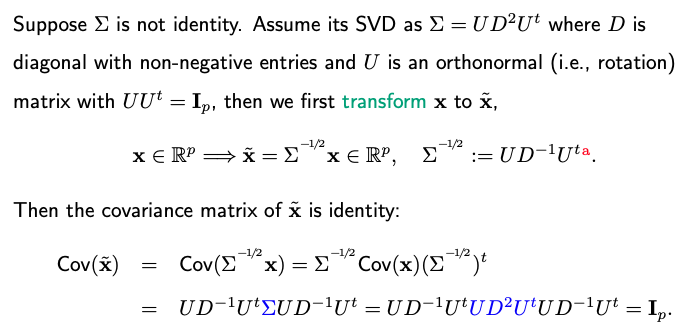 Suppose Σ is not identity. Assume its SVD as Σ = UD²Uᵗ where D is
diagonal with non-negative entries and U is an orthonormal (i.e., rotation)
matrix with UUᵗ = Iₚ, then we first transform x to x̃,
x ∈ ℝᵖ ⟹ x̃ = Σ^{-1/2}x ∈ ℝᵖ, Σ^{-1/2} := UD⁻¹Uᵗᵃ.
Then the covariance matrix of x̃ is identity:
Cov(x̃) = Cov(Σ^{-1/2}x) = Σ^{-1/2}Cov(x)(Σ^{-1/2})ᵗ
= UD⁻¹UᵗΣUD⁻¹Uᵗ = UD⁻¹UᵗUD²UᵗUD⁻¹Uᵗ = Iₚ.